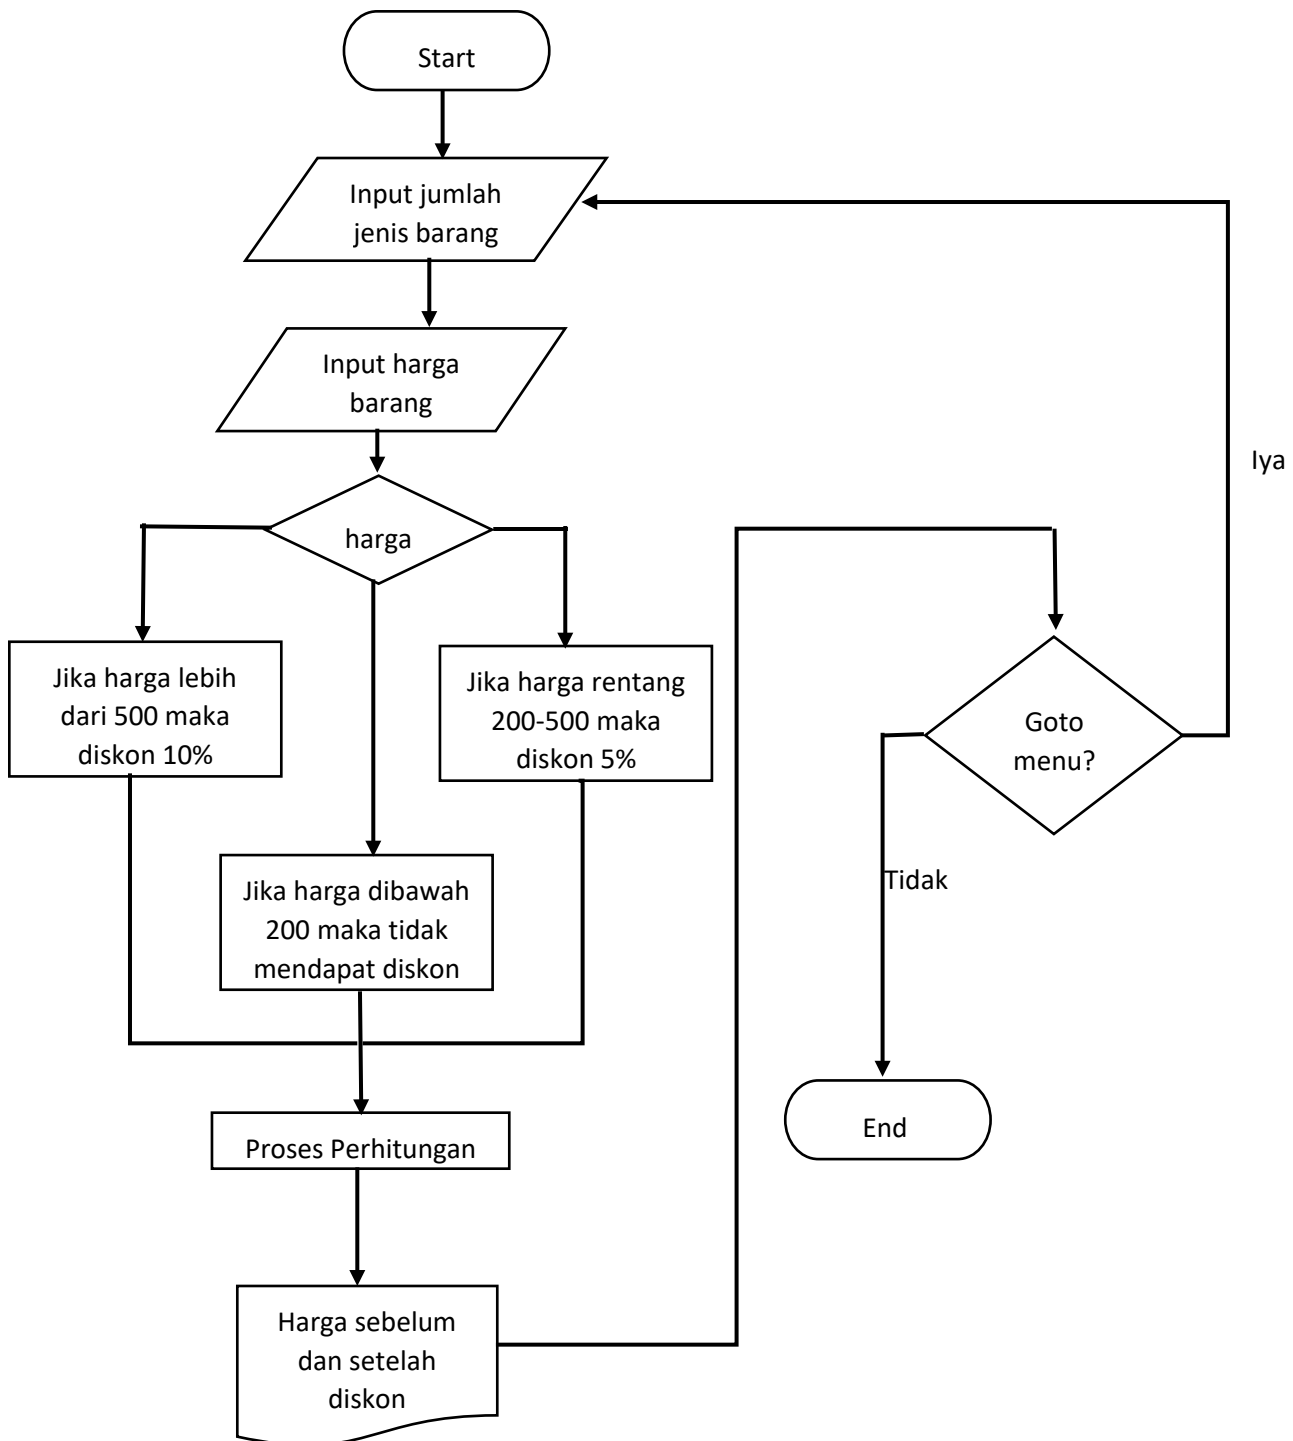 Start
Input jumlah
jenis barang
Input harga
barang
Iya
harga
Jika harga lebih
dari 500 maka
diskon 10%
Jika harga rentang
200-500 maka
diskon 5%
Goto
menu?
Jika harga dibawah
200 maka tidak
mendapat diskon
Tidak
Proses Perhitungan
End
Harga sebelum
dan setelah
diskon